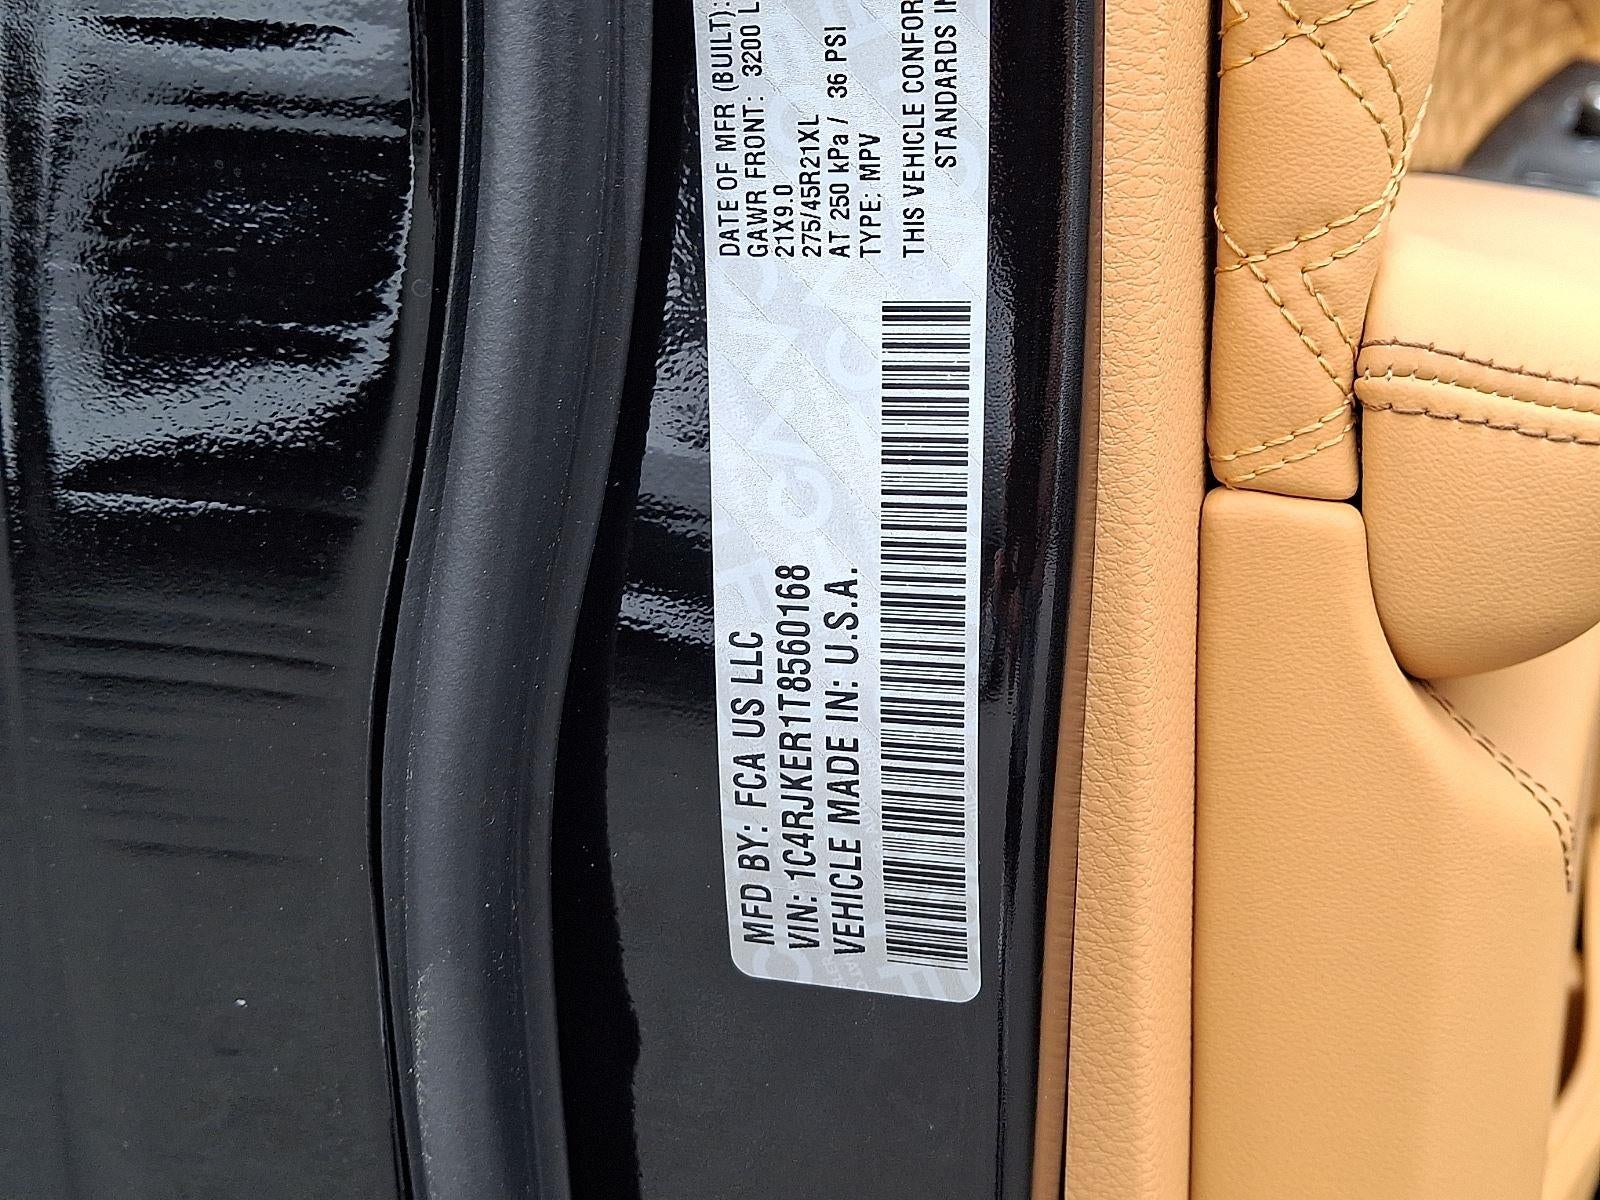 MFD BY: FCA US LLC
VIN: 1C4RJKER1T8560168
VEHICLE MADE IN: U.S.A.
DATE OF MFR (BUILT):
GAWR FRONT: 3200 L
21X9.0
275/45R21XL
AT 250 kPa / 36 PSI
TYPE: MPV
THIS VEHICLE CONFOR
STANDARDS IN